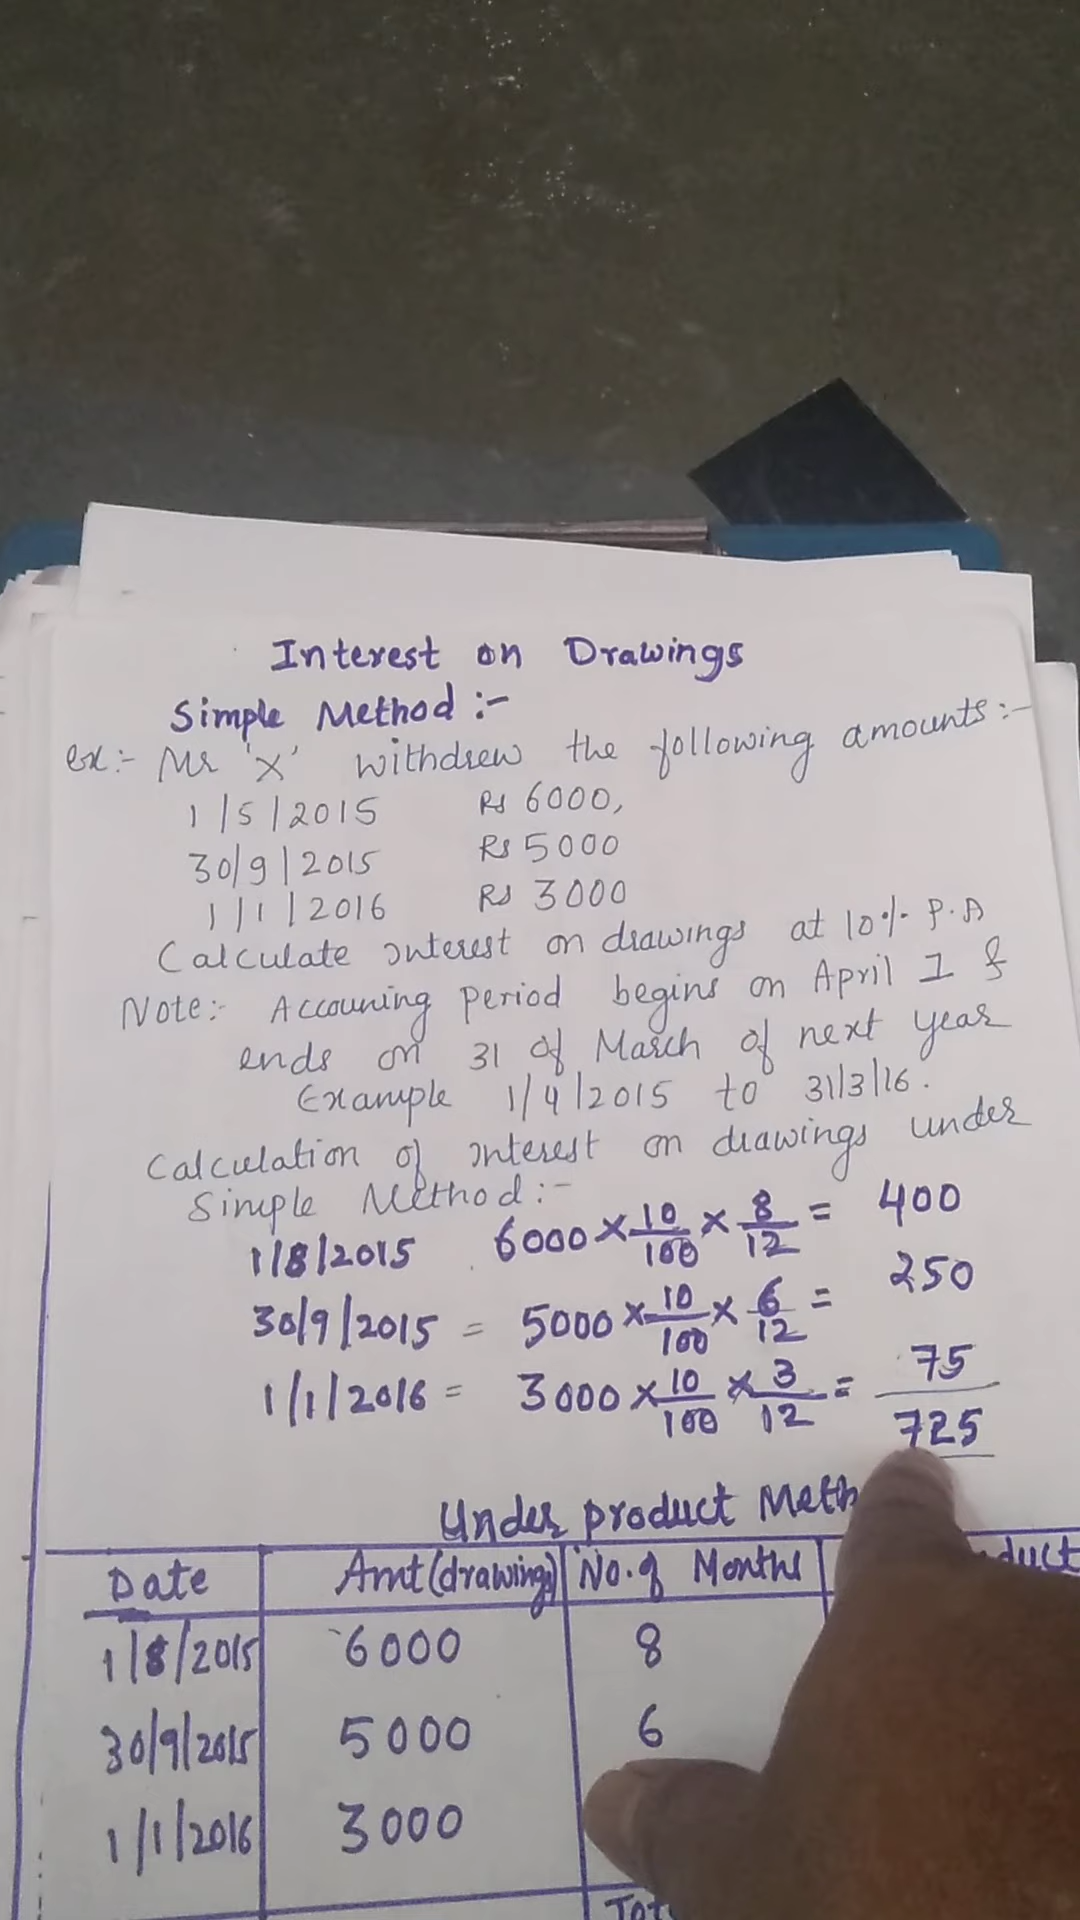 Interest on Drawings
Simple Method :-
ex:- Mr 'X' withdrew the following amounts :-
1/5/2015 Rs 6000,
30/9/2015 Rs 5000
1/1/2016 Rs 3000
Calculate interest on drawings at 10% P.A
Note:- Accouning period begins on April 1 &
ends on 31 of March of next year
Example 1/4/2015 to 31/3/16.
Calculation of interest on drawings under
Simple Method:-
1/8/2015 6000 × 10/100 × 8/12 = 400
30/9/2015 = 5000 × 10/100 × 6/12 = 250
1/1/2016 = 3000 × 10/100 × 3/12 = 75
725
Under product Meth
Date Amt(drawings) No. of Months duct
1/8/2015 6000 8
30/9/2015 5000 6
1/1/2016 3000